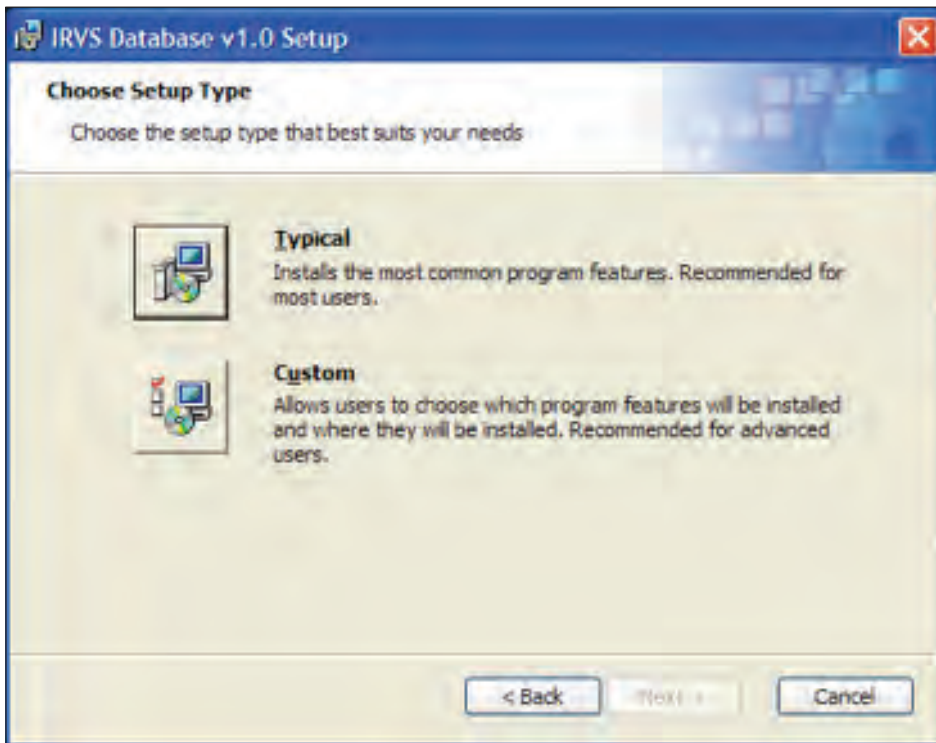 IRVS Database v1.0 Setup
Choose Setup Type
Choose the setup type that best suits your needs
Typical
Installs the most common program features. Recommended for
most users.
Custom
Allows users to choose which program features will be installed
and where they will be installed. Recommended for advanced
users.
< Back
Next >
Cancel